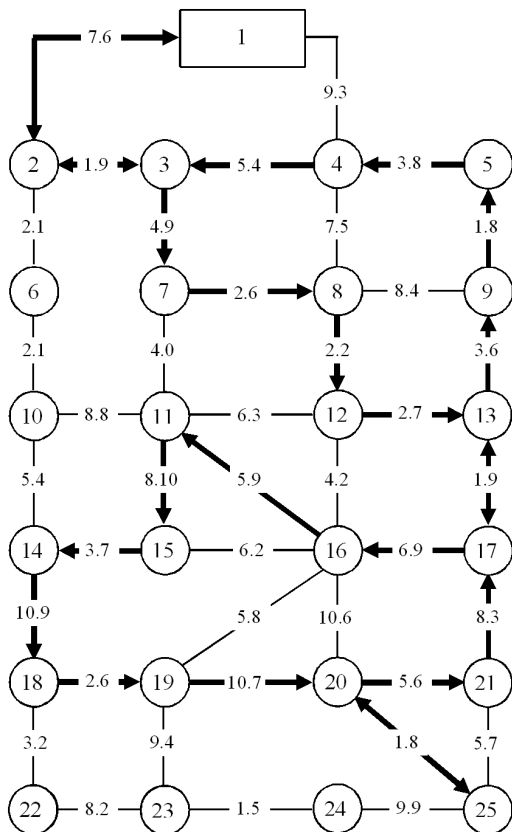 7.6 1
9.3
2 1.9 3 5.4 4 3.8 5
2.1 4.9 7.5 1.8
6 7 2.6 8 8.4 9
2.1 4.0 2.2 3.6
10 8.8 11 6.3 12 2.7 13
5.4 8.10 5.9 4.2 1.9
14 3.7 15 6.2 16 6.9 17
10.9 5.8 10.6 8.3
18 2.6 19 10.7 20 5.6 21
3.2 9.4 1.8 5.7
22 8.2 23 1.5 24 9.9 25